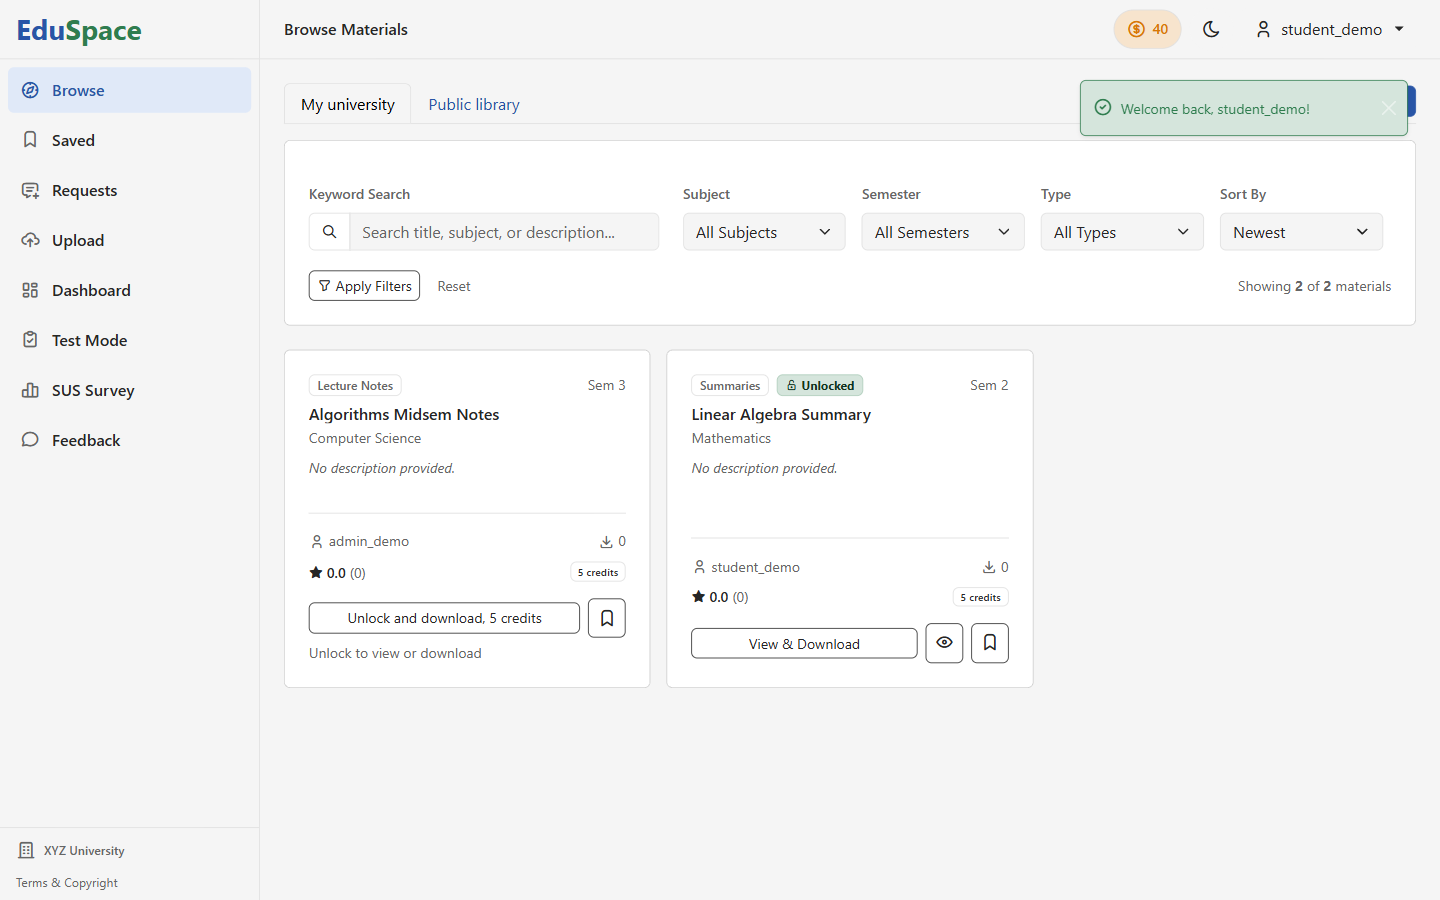 EduSpace
Browse Materials
40
student_demo
Browse
Saved
Requests
Upload
Dashboard
Test Mode
SUS Survey
Feedback
XYZ University
Terms & Copyright
My university
Public library
Welcome back, student_demo!
Keyword Search
Subject
Semester
Type
Sort By
Search title, subject, or description...
All Subjects
All Semesters
All Types
Newest
Apply Filters
Reset
Showing 2 of 2 materials
Lecture Notes
Sem 3
Algorithms Midsem Notes
Computer Science
No description provided.
admin_demo
0
0.0 (0)
5 credits
Unlock and download, 5 credits
Unlock to view or download
Summaries
Unlocked
Sem 2
Linear Algebra Summary
Mathematics
No description provided.
student_demo
0
0.0 (0)
5 credits
View & Download